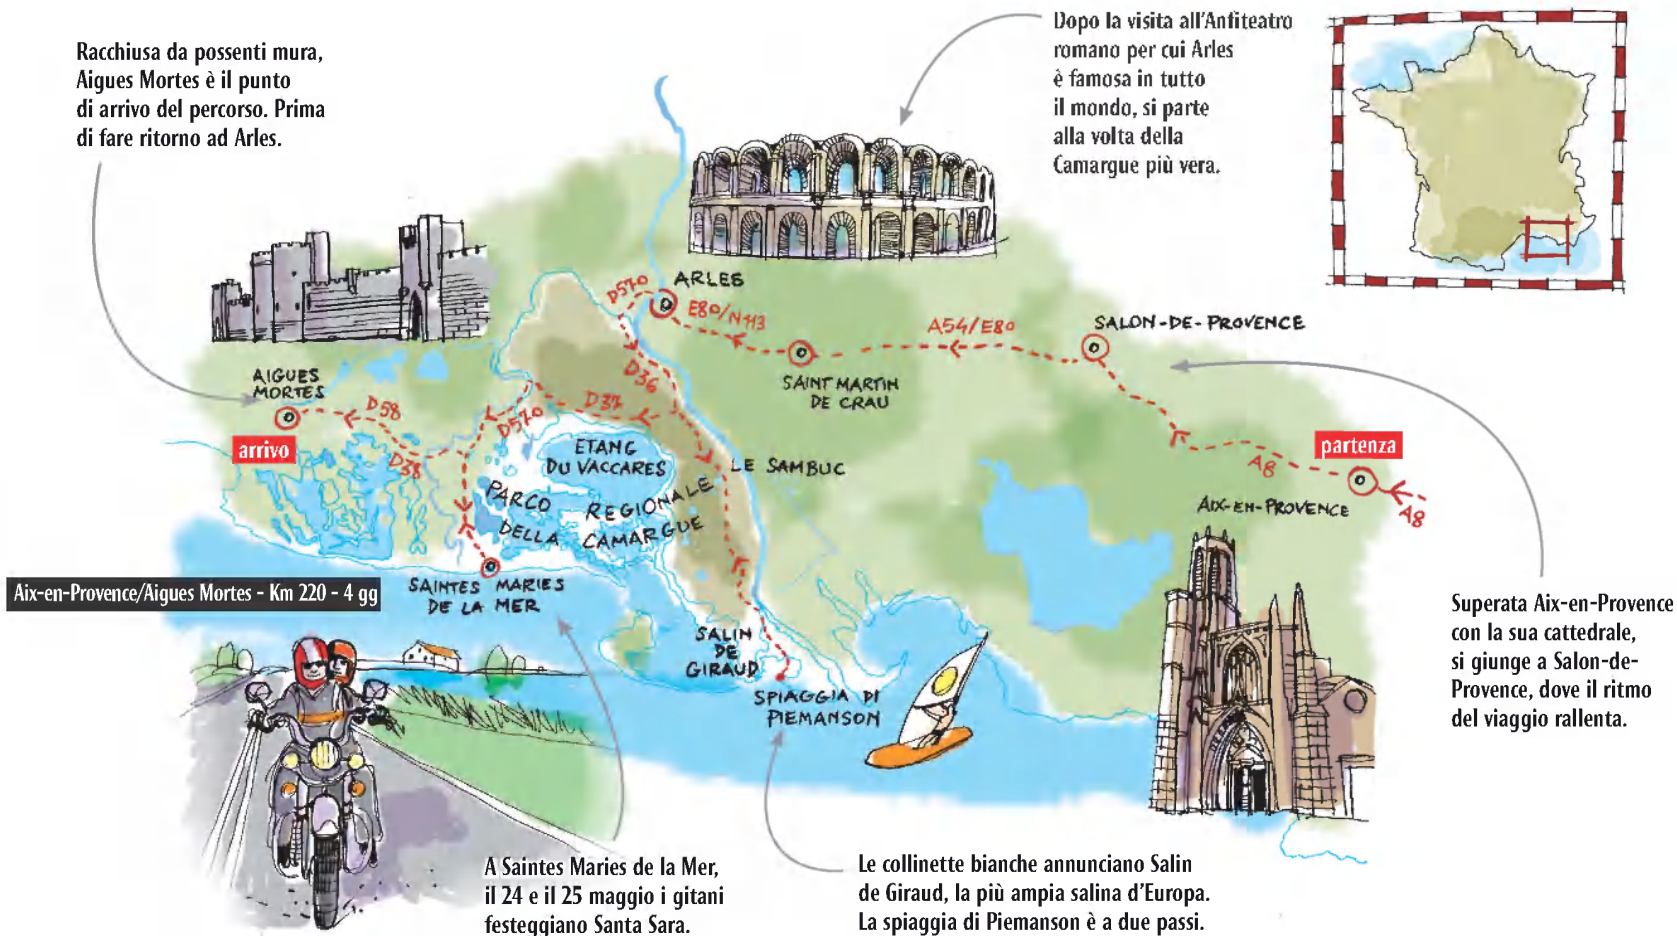 Racchiusa da possenti mura,
Aigues Mortes è il punto
di arrivo del percorso. Prima
di fare ritorno ad Arles.
Dopo la visita all'Anfiteatro
romano per cui Arles
è famosa in tutto
il mondo, si parte
alla volta della
Camargue più vera.
ARLES
D570
E80/N113
A54/E80
SALON-DE-PROVENCE
SAINT MARTIN
DE CRAU
D36
AIGUES
MORTES
D58
D37
D570
arrivo
D38
partenza
A8
A8
AIX-EN-PROVENCE
ETANG
DU VACCARES
LE SAMBUC
PARCO
REGIONALE
DELLA
CAMARGUE
Aix-en-Provence/Aigues Mortes - Km 220 - 4 gg
SAINTES MARIES
DE LA MER
SALIN
DE
GIRAUD
SPIAGGIA DI
PIEMANSON
Superata Aix-en-Provence
con la sua cattedrale,
si giunge a Salon-de-
Provence, dove il ritmo
del viaggio rallenta.
A Saintes Maries de la Mer,
il 24 e il 25 maggio i gitani
festeggiano Santa Sara.
Le collinette bianche annunciano Salin
de Giraud, la più ampia salina d'Europa.
La spiaggia di Piemanson è a due passi.